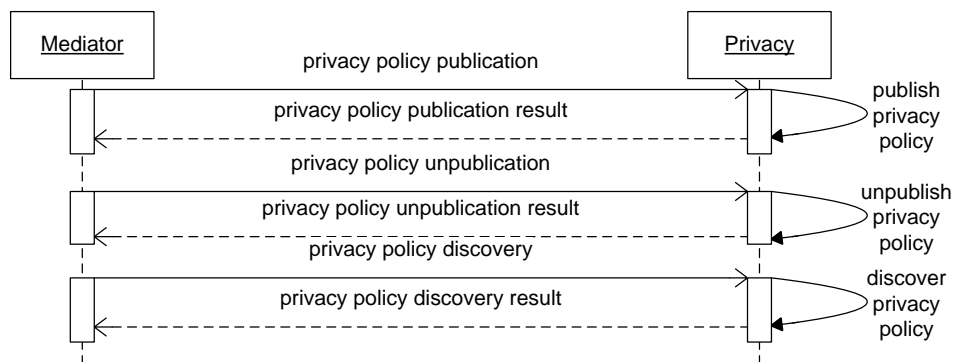 Mediator
Privacy
privacy policy publication
privacy policy publication result
publish
privacy
policy
privacy policy unpublication
privacy policy unpublication result
unpublish
privacy
policy
privacy policy discovery
privacy policy discovery result
discover
privacy
policy